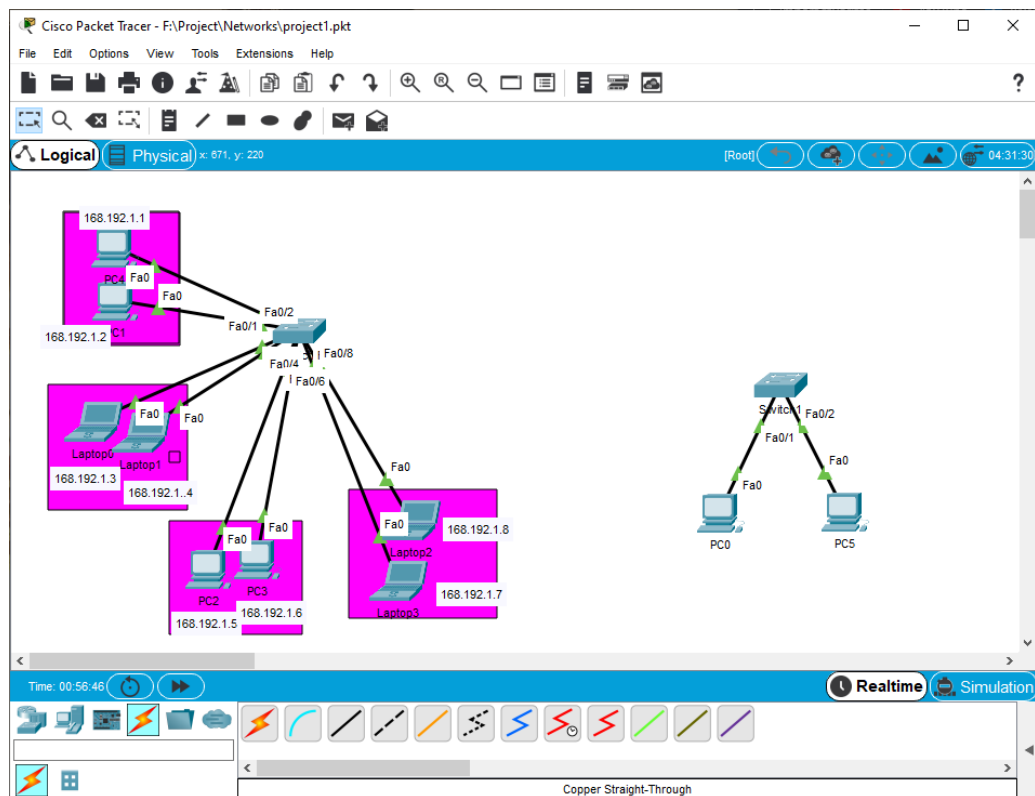 Cisco Packet Tracer - F:\Project\Networks\project1.pkt
File Edit Options View Tools Extensions Help
?
Logical Physical x: 671, y: 220 [Root] 04:31:30
168.192.1.1
PC4
Fa0
Fa0
PC1
168.192.1.2
Fa0/2
Fa0/1
Fa0/4
Fa0/8
Fa0/6
Fa0
Fa0
Laptop0
Laptop1
168.192.1.3
168.192.1..4
Switch1
Fa0/2
Fa0/1
Fa0
Fa0
PC0
PC5
Fa0
Fa0
168.192.1.8
Laptop2
168.192.1.7
Laptop3
Fa0
Fa0
PC2
PC3
168.192.1.6
168.192.1.5
Time: 00:56:46 Realtime Simulation
Copper Straight-Through